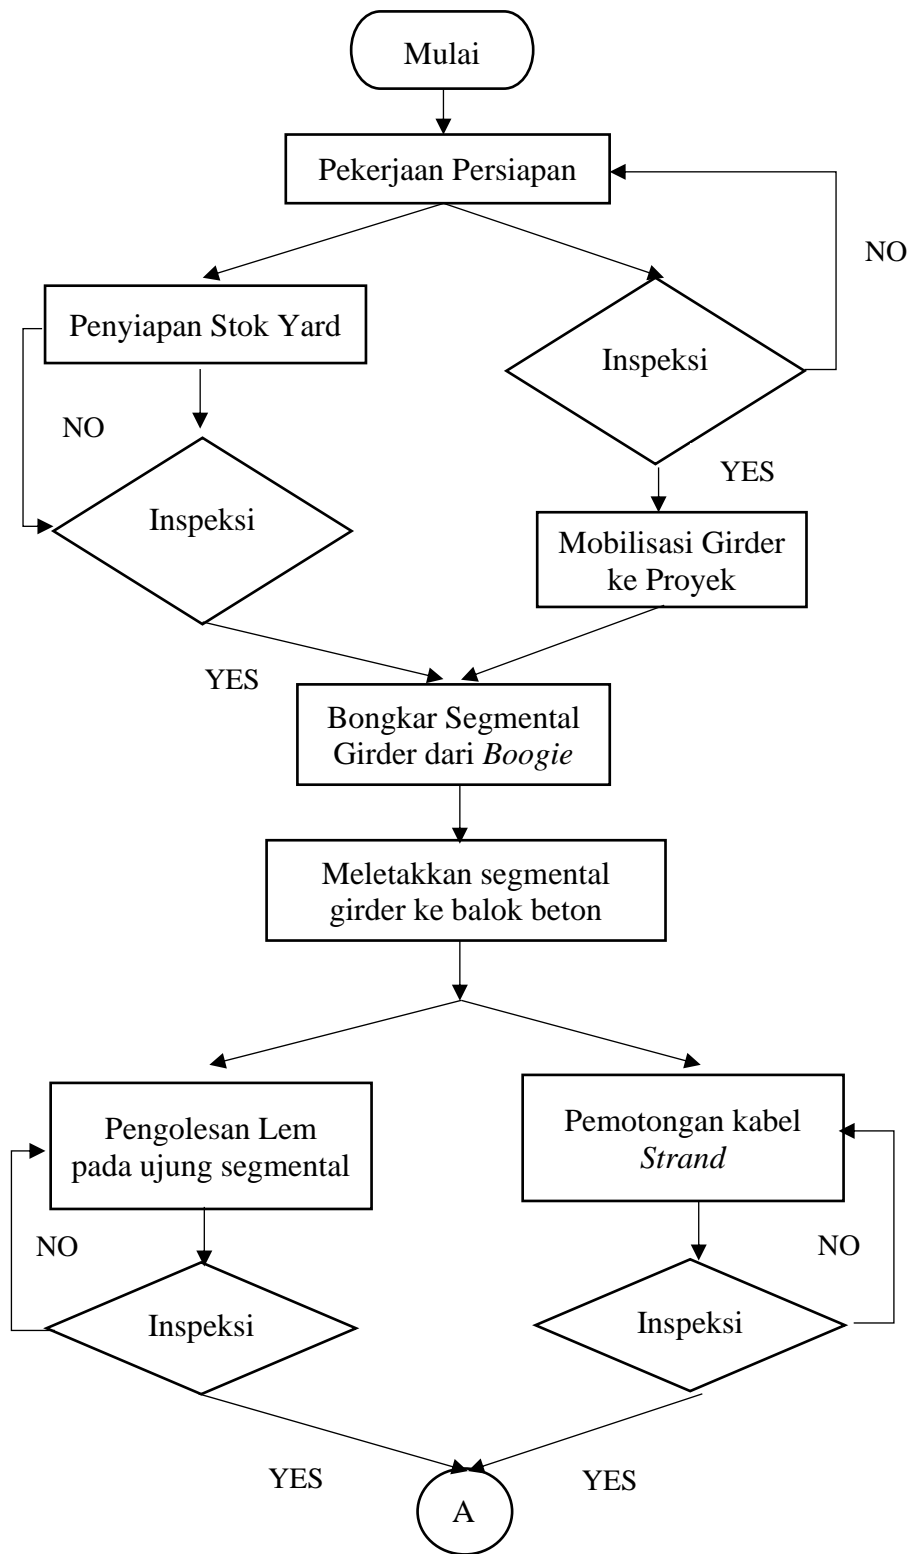 Mulai
Pekerjaan Persiapan
NO
Penyiapan Stok Yard
Inspeksi
NO
YES
Inspeksi
Mobilisasi Girder
ke Proyek
YES
Bongkar Segmental
Girder dari Boogie
Meletakkan segmental
girder ke balok beton
Pengolesan Lem
pada ujung segmental
Pemotongan kabel
Strand
NO
NO
Inspeksi
Inspeksi
YES
YES
A